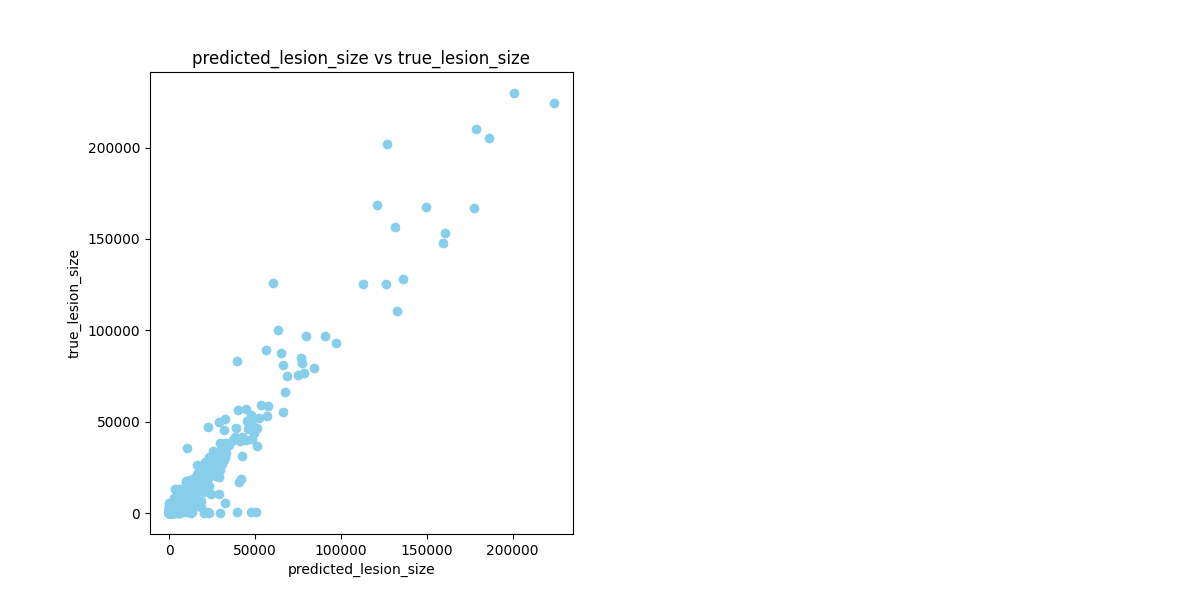 predicted_lesion_size vs true_lesion_size
true_lesion_size
200000
150000
100000
50000
0
0 50000 100000 150000 200000
predicted_lesion_size